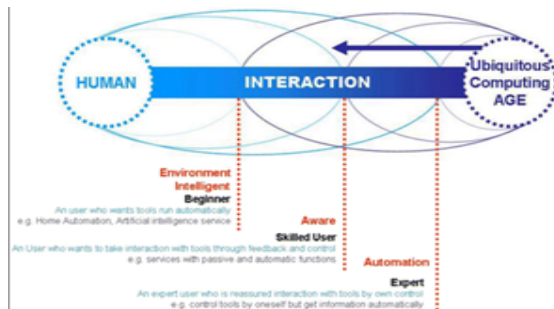 HUMAN
INTERACTION
Ubiquitous
Computing
AGE
Environment
Intelligent
Beginner
An user who wants tools run automatically
e.g. Home Automation, Artificial intelligence service
Aware
Skilled User
An User who wants to take interaction with tools through feedback and control
e.g. services with passive and automatic functions
Automation
Expert
An expert user who is reassured interaction with tools by own control
e.g. control tools by oneself but get information automatically